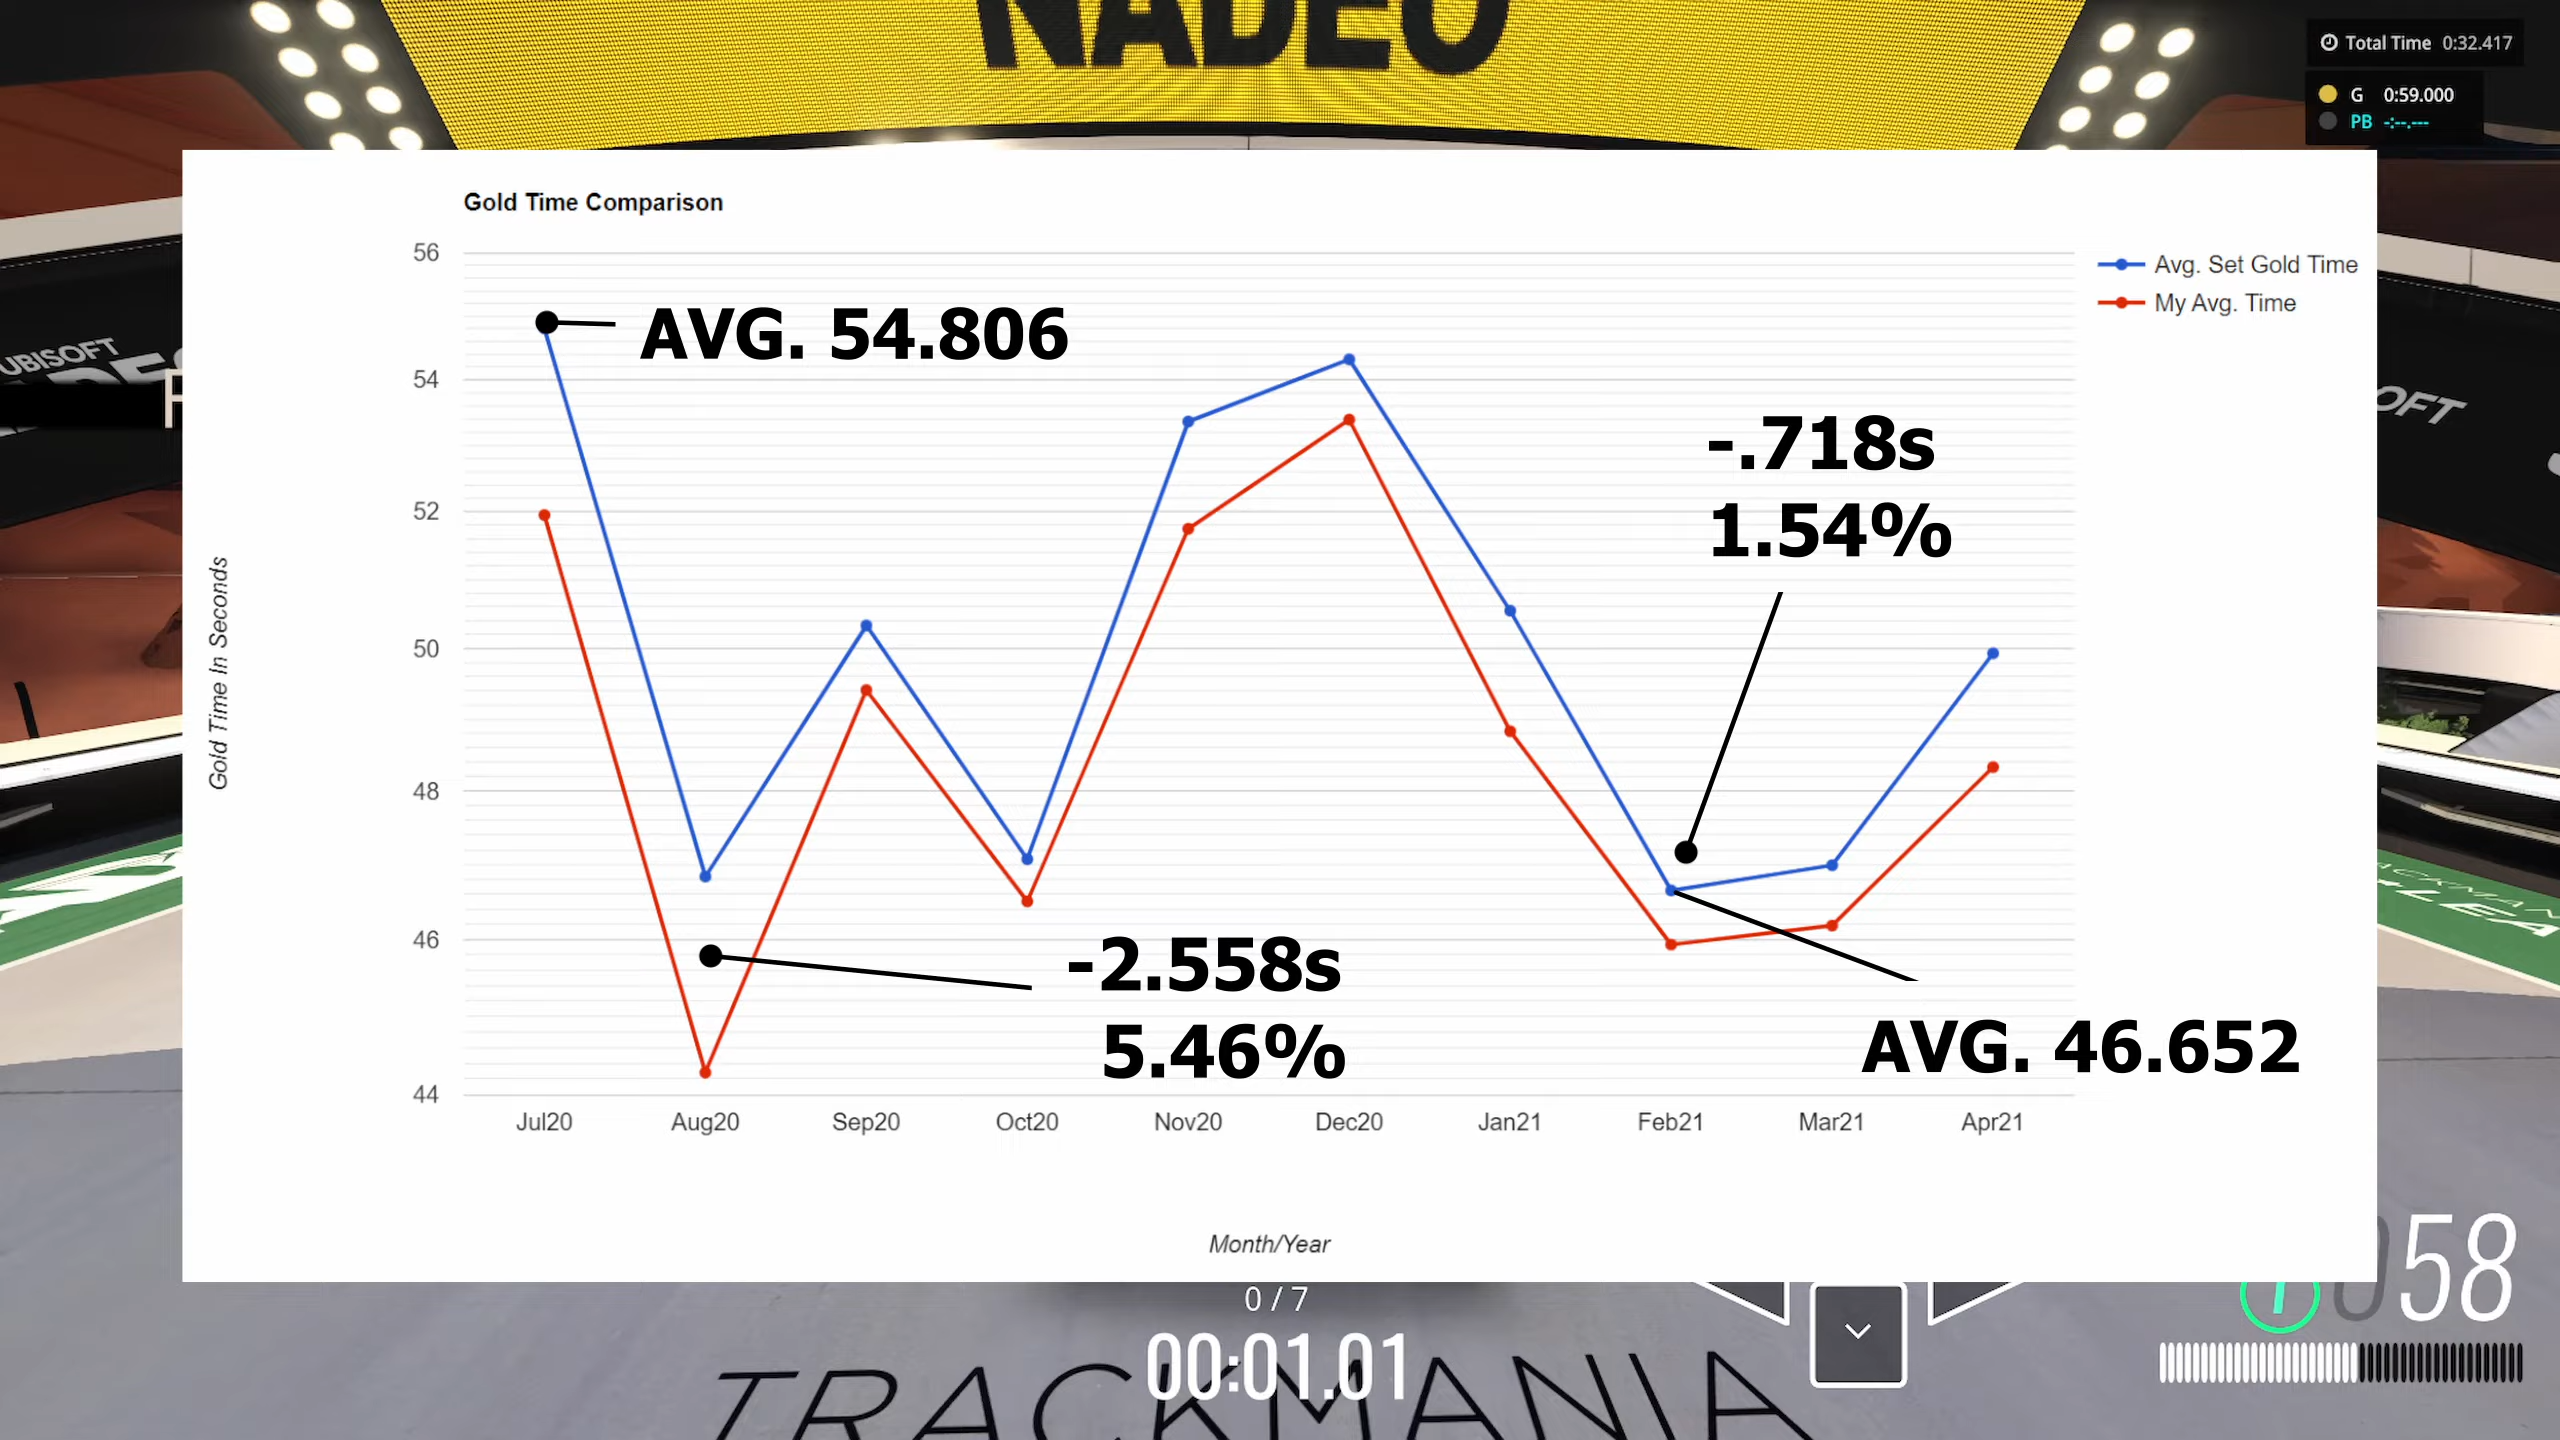 NADEO
Total Time 0:32.417
G 0:59.000
PB -:--.---
UBISOFT
Gold Time Comparison
Avg. Set Gold Time
My Avg. Time
56
54
52
50
48
46
44
AVG. 54.806
-.718s
1.54%
-2.558s
5.46%
AVG. 46.652
Gold Time In Seconds
Jul20 Aug20 Sep20 Oct20 Nov20 Dec20 Jan21 Feb21 Mar21 Apr21
Month/Year
0 / 7
00:01.01
058
TRACKMANIA